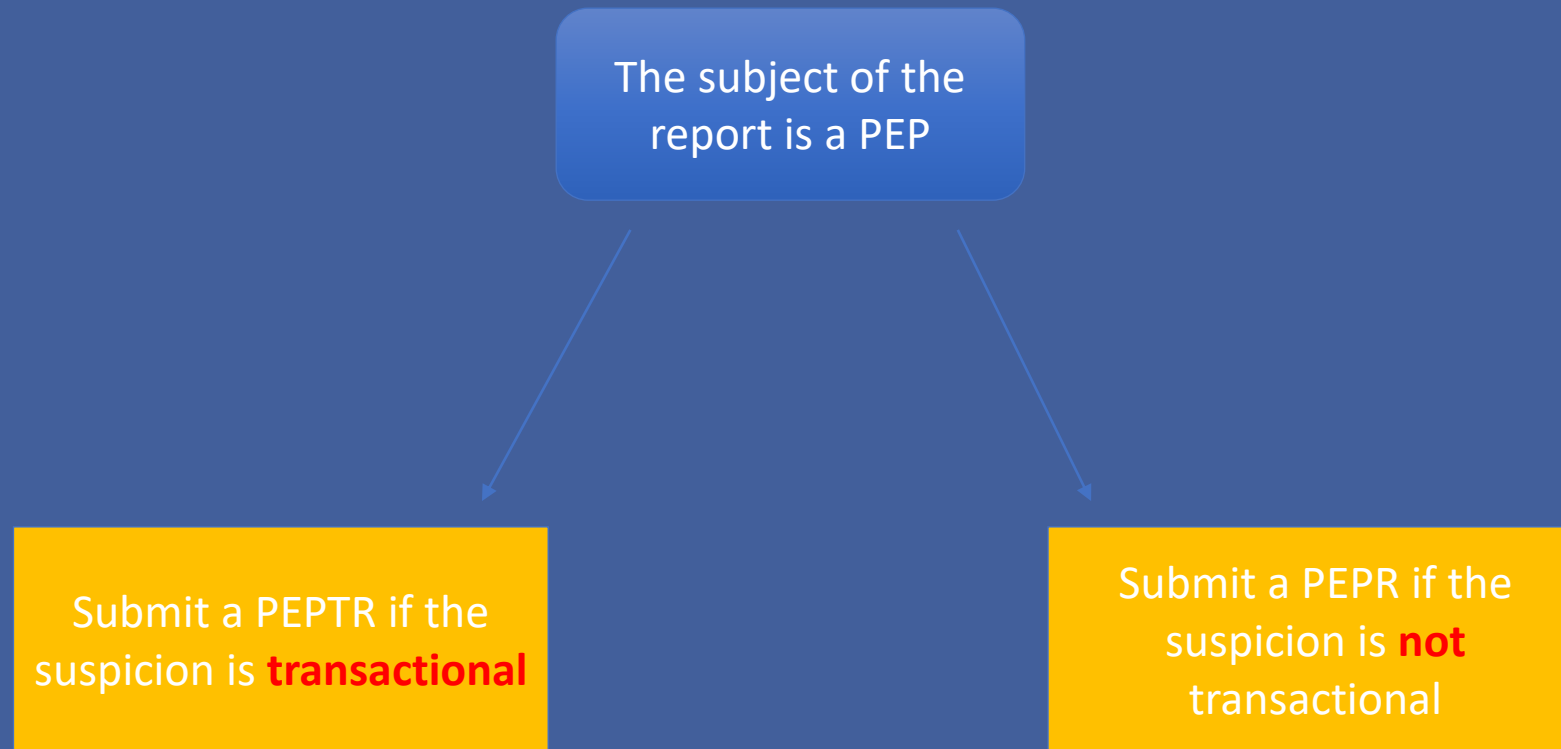 The subject of the
report is a PEP
Submit a PEPTR if the
suspicion is transactional
Submit a PEPR if the
suspicion is not
transactional